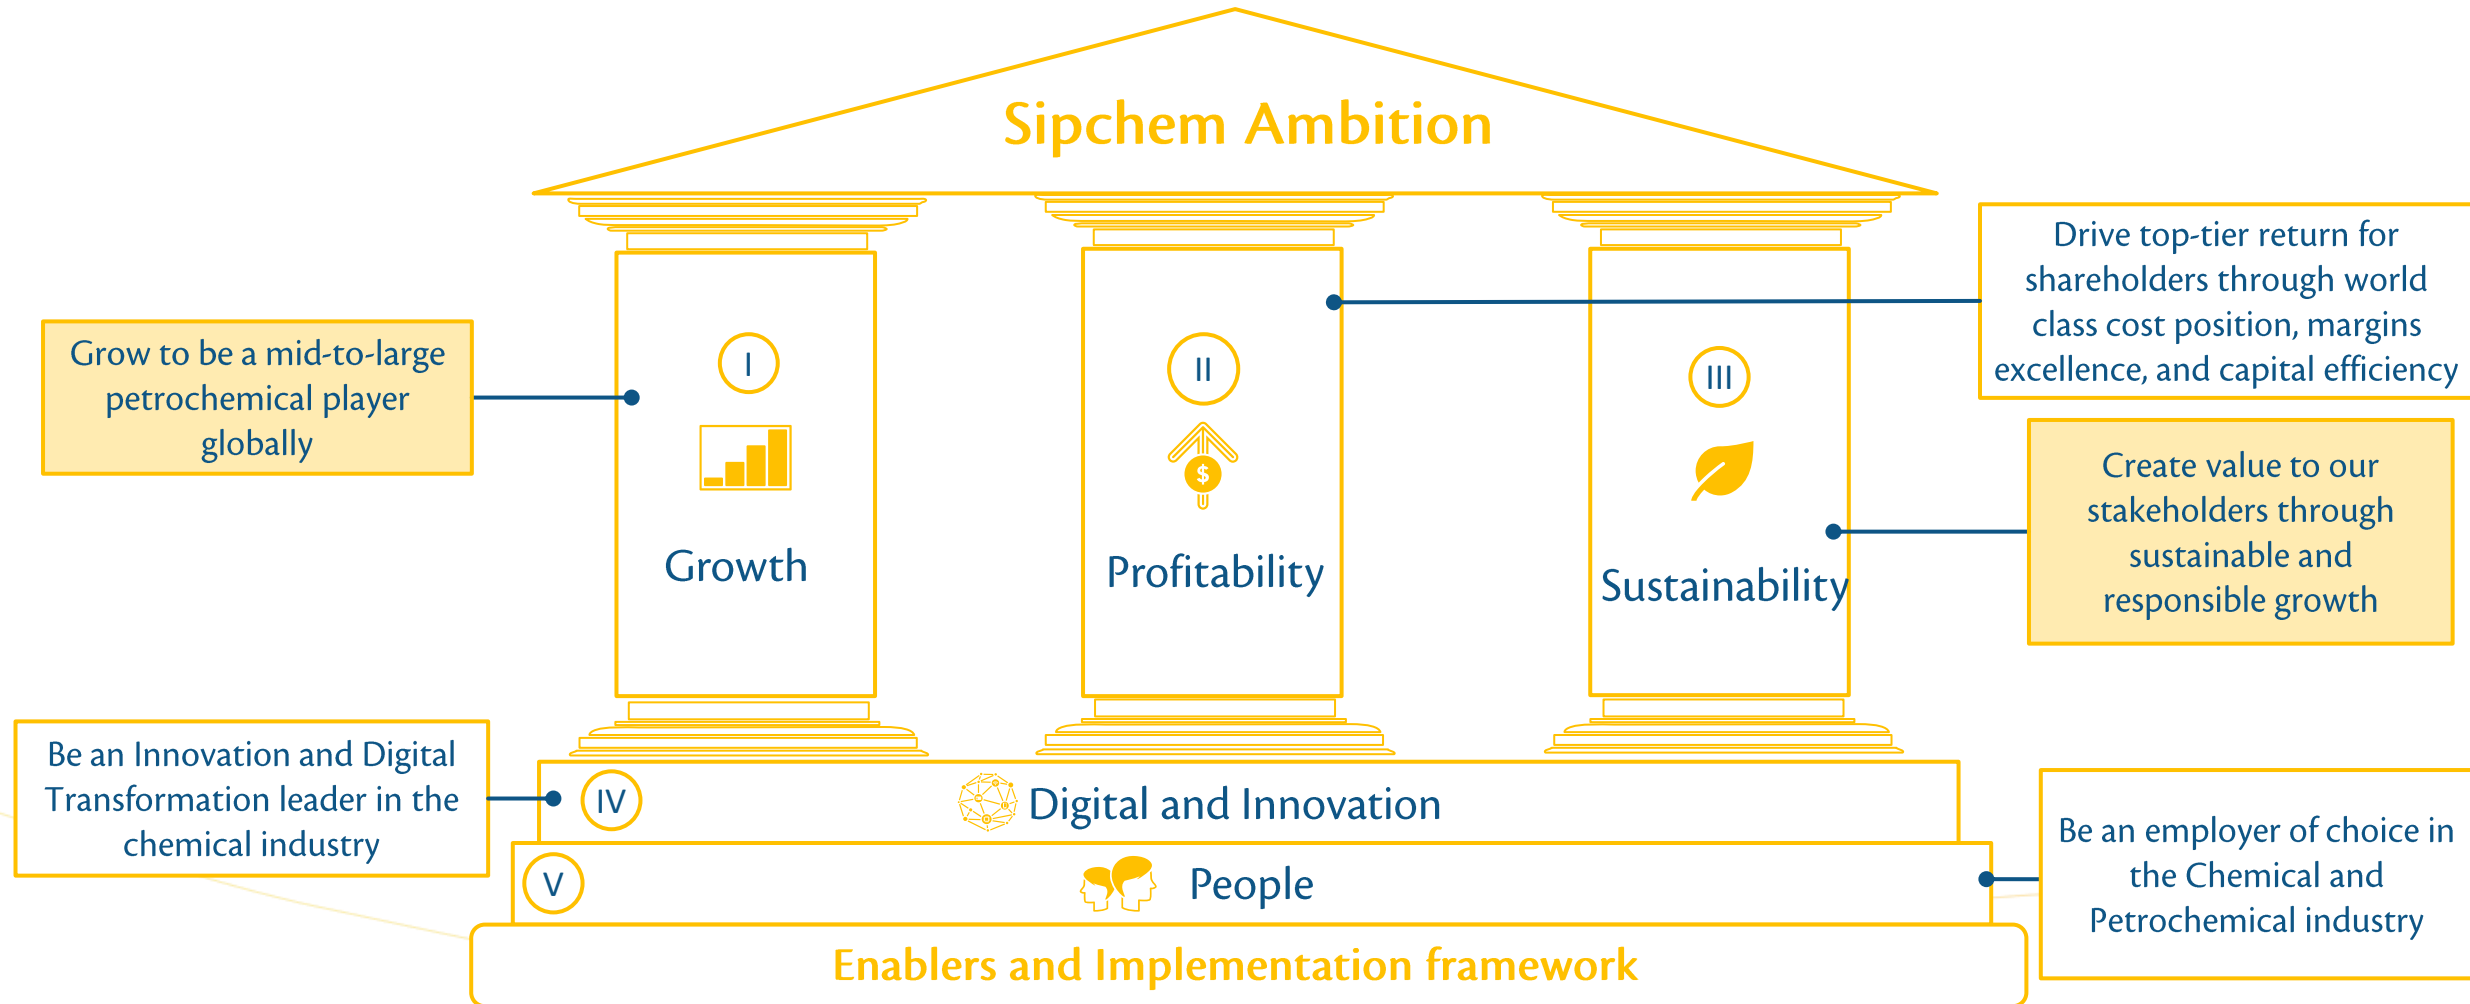 Sipchem Ambition
Grow to be a mid-to-large
petrochemical player
globally
I
Growth
II
$
Profitability
III
Sustainability
Drive top-tier return for
shareholders through world
class cost position, margins
excellence, and capital efficiency
Create value to our
stakeholders through
sustainable and
responsible growth
Be an Innovation and Digital
Transformation leader in the
chemical industry
IV
Digital and Innovation
V
People
Be an employer of choice in
the Chemical and
Petrochemical industry
Enablers and Implementation framework